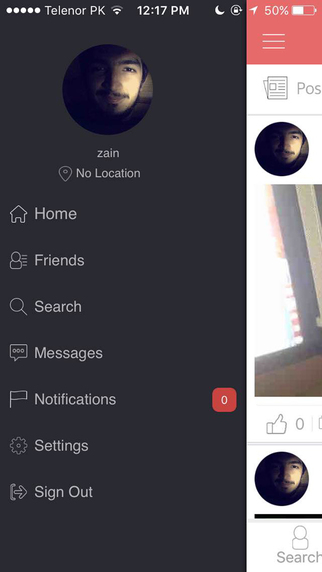 Telenor PK 12:17 PM 50%
zain
No Location
Home
Friends
Search
Messages
Notifications 0
Settings
Sign Out
Pos
0
Search